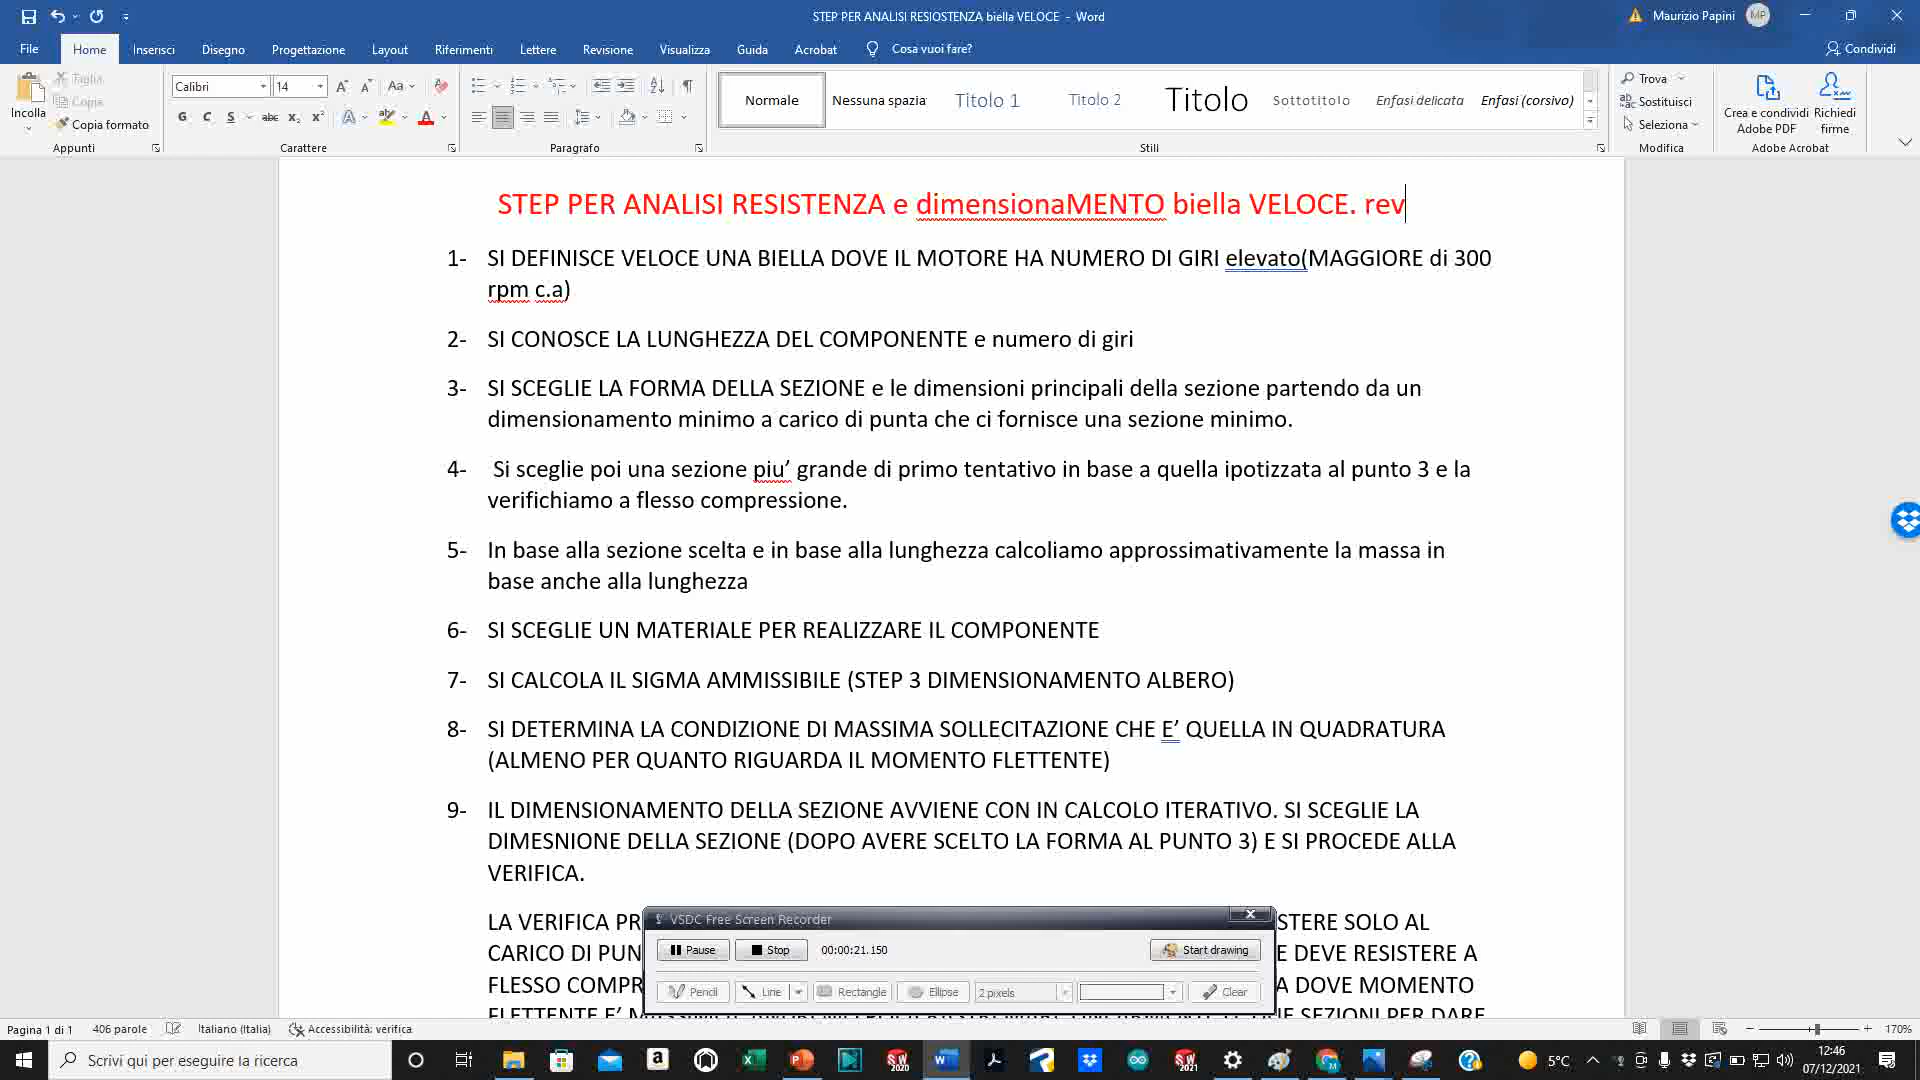 STEP PER ANALISI RESIOSTENZA biella VELOCE - Word
Maurizio Papini MP
File Home Inserisci Disegno Progettazione Layout Riferimenti Lettere Revisione Visualizza Guida Acrobat Cosa vuoi fare? Condividi
Incolla
Taglia
Copia
Copia formato
Appunti
Calibri 14
Aa
G C S abc x₂ x² A A
Carattere
Paragrafo
Normale Nessuna spazia Titolo 1 Titolo 2 Titolo Sottotitolo Enfasi delicata Enfasi (corsivo)
Stili
Trova
Sostituisci
Seleziona
Modifica
Crea e condividi Adobe PDF
Richiedi firme
Adobe Acrobat
STEP PER ANALISI RESISTENZA e dimensionaMENTO biella VELOCE. rev
1- SI DEFINISCE VELOCE UNA BIELLA DOVE IL MOTORE HA NUMERO DI GIRI elevato(MAGGIORE di 300
rpm c.a)
2- SI CONOSCE LA LUNGHEZZA DEL COMPONENTE e numero di giri
3- SI SCEGLIE LA FORMA DELLA SEZIONE e le dimensioni principali della sezione partendo da un
dimensionamento minimo a carico di punta che ci fornisce una sezione minimo.
4- Si sceglie poi una sezione piu’ grande di primo tentativo in base a quella ipotizzata al punto 3 e la
verifichiamo a flesso compressione.
5- In base alla sezione scelta e in base alla lunghezza calcoliamo approssimativamente la massa in
base anche alla lunghezza
6- SI SCEGLIE UN MATERIALE PER REALIZZARE IL COMPONENTE
7- SI CALCOLA IL SIGMA AMMISSIBILE (STEP 3 DIMENSIONAMENTO ALBERO)
8- SI DETERMINA LA CONDIZIONE DI MASSIMA SOLLECITAZIONE CHE E’ QUELLA IN QUADRATURA
(ALMENO PER QUANTO RIGUARDA IL MOMENTO FLETTENTE)
9- IL DIMENSIONAMENTO DELLA SEZIONE AVVIENE CON IN CALCOLO ITERATIVO. SI SCEGLIE LA
DIMESNIONE DELLA SEZIONE (DOPO AVERE SCELTO LA FORMA AL PUNTO 3) E SI PROCEDE ALLA
VERIFICA.
LA VERIFICA PR STERE SOLO AL
CARICO DI PUN E DEVE RESISTERE A
FLESSO COMPR A DOVE MOMENTO
SEZIONI PER DARE
VSDC Free Screen Recorder
Pause Stop 00:00:21.150 Start drawing
Pencil Line Rectangle Ellipse 2 pixels Clear
Pagina 1 di 1 406 parole Italiano (Italia) Accessibilità: verifica 170%
Scrivi qui per eseguire la ricerca
5°C
12:46
07/12/2021